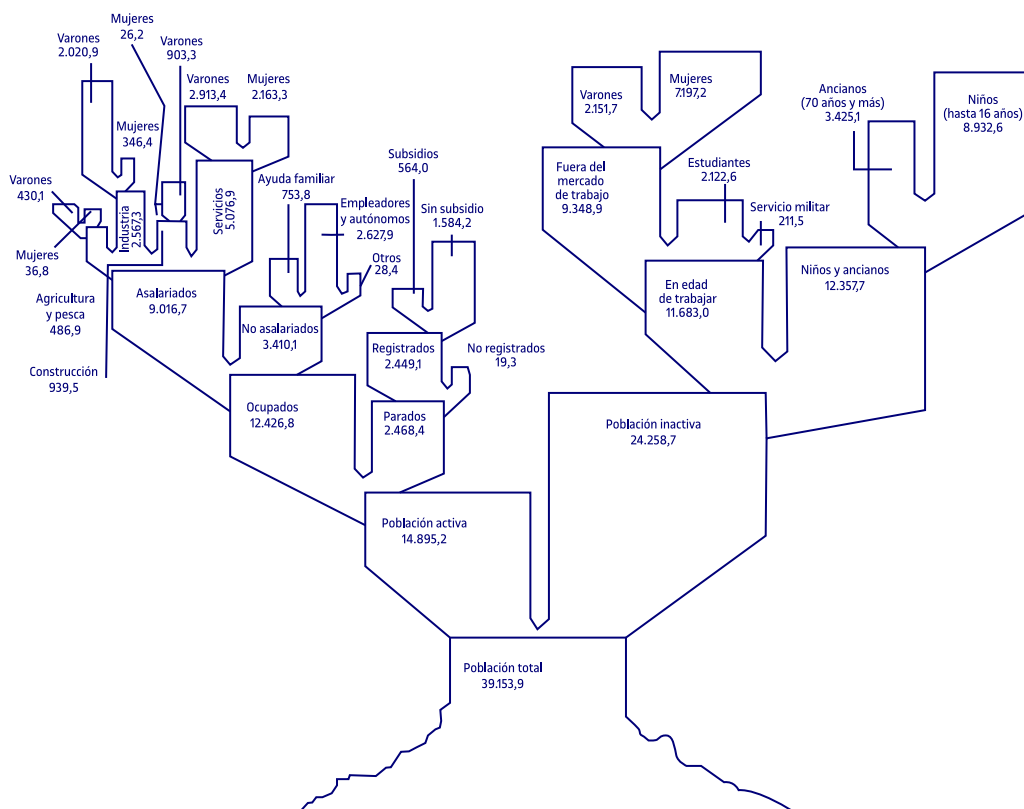 Mujeres
26,2
Varones
2.020,9
Varones
903,3
Varones
2.913,4
Mujeres
2.163,3
Mujeres
346,4
Varones
430,1
Mujeres
36,8
Industria
2.567,3
Servicios
5.076,9
Agricultura
y pesca
486,9
Construcción
939,5
Asalariados
9.016,7
Ayuda familiar
753,8
Empleadores
y autónomos
2.627,9
Otros
28,4
No asalariados
3.410,1
Subsidios
564,0
Sin subsidio
1.584,2
Registrados
2.449,1
No registrados
19,3
Ocupados
12.426,8
Parados
2.468,4
Población activa
14.895,2
Varones
2.151,7
Mujeres
7.197,2
Fuera del
mercado
de trabajo
9.348,9
Estudiantes
2.122,6
Servicio militar
211,5
Ancianos
(70 años y más)
3.425,1
Niños
(hasta 16 años)
8.932,6
En edad
de trabajar
11.683,0
Niños y ancianos
12.357,7
Población inactiva
24.258,7
Población total
39.153,9